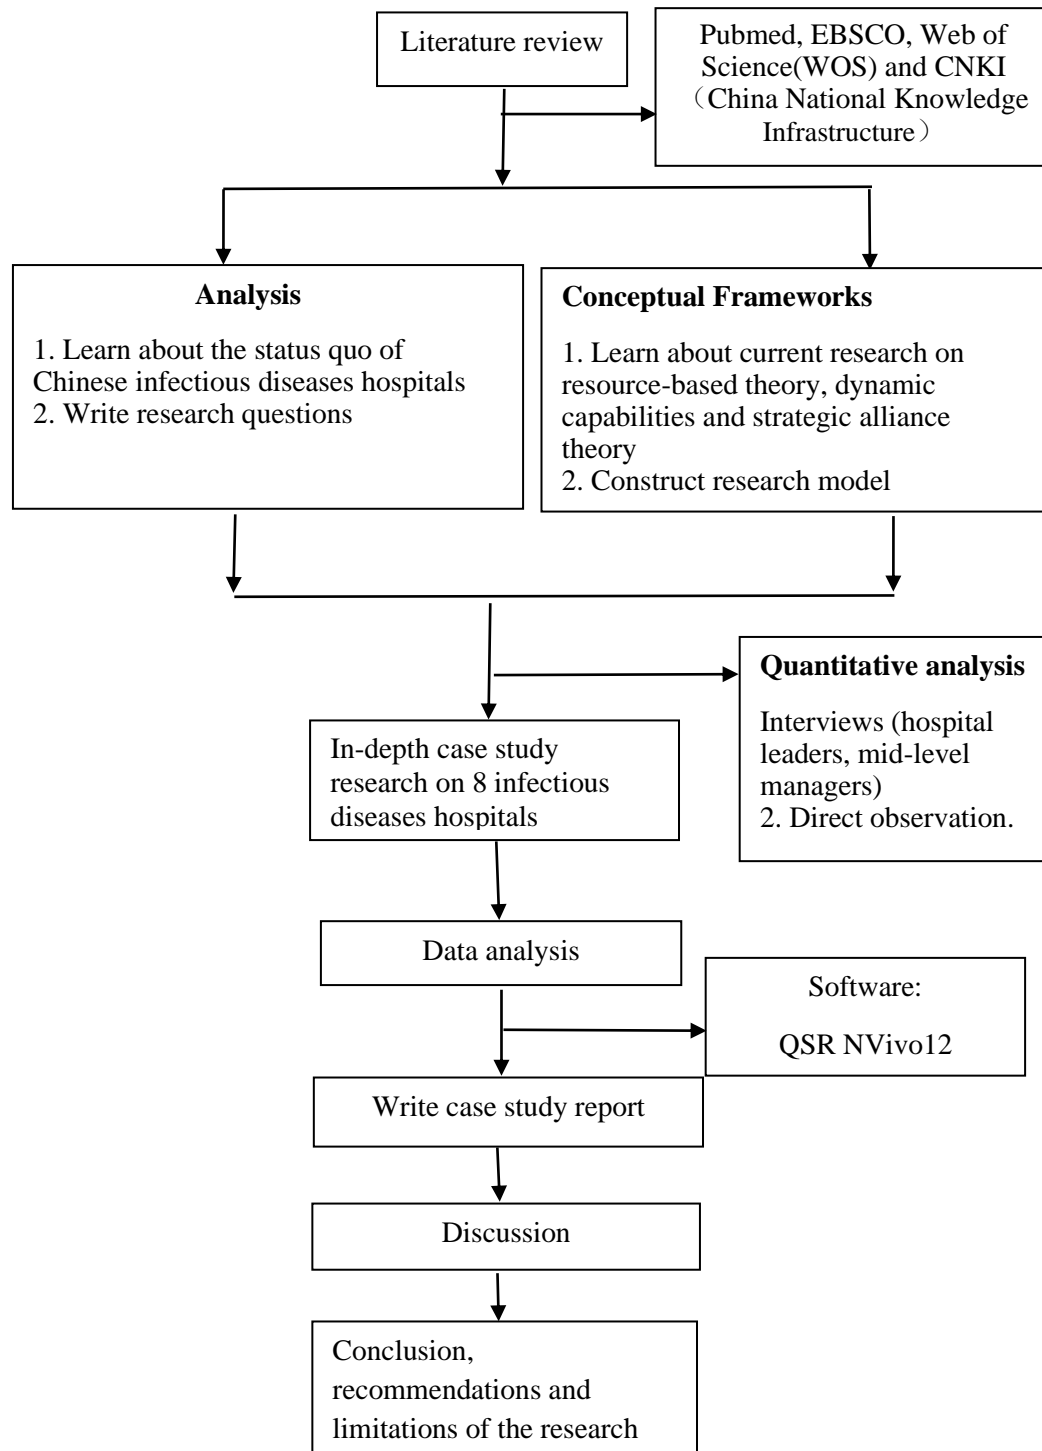 Literature review
Pubmed, EBSCO, Web of
Science(WOS) and CNKI
（China National Knowledge
Infrastructure）
Analysis
1. Learn about the status quo of
Chinese infectious diseases hospitals
2. Write research questions
Conceptual Frameworks
1. Learn about current research on
resource-based theory, dynamic
capabilities and strategic alliance
theory
2. Construct research model
Quantitative analysis
Interviews (hospital
leaders, mid-level
managers)
2. Direct observation.
In-depth case study
research on 8 infectious
diseases hospitals
Data analysis
Software:
QSR NVivo12
Write case study report
Discussion
Conclusion,
recommendations and
limitations of the research